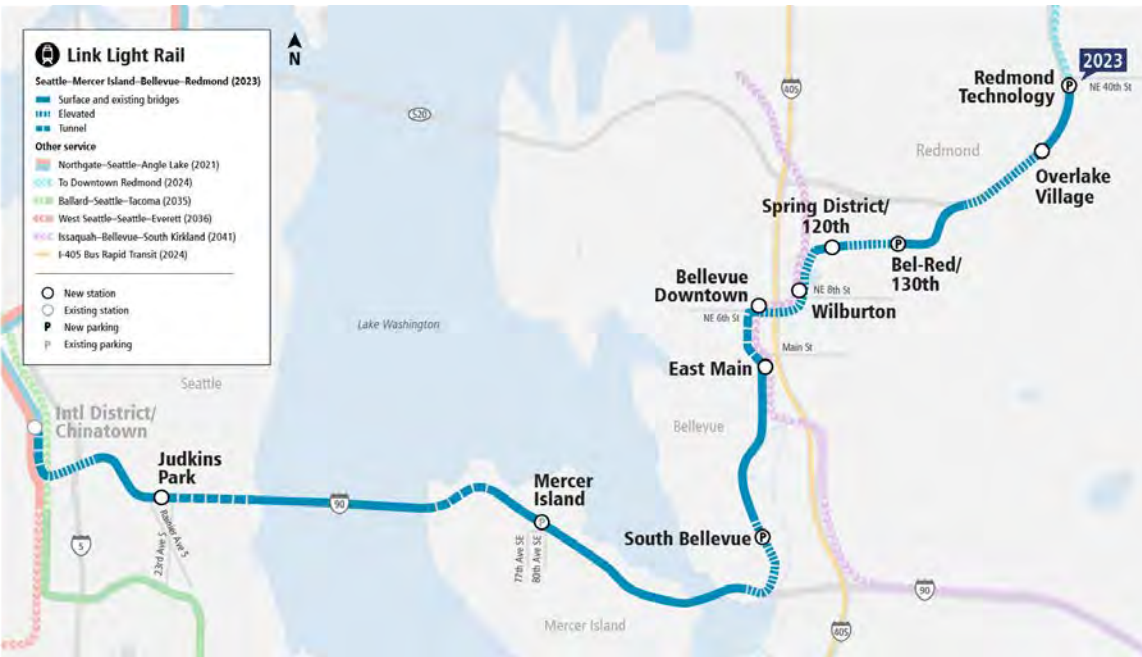 Link Light Rail
Seattle–Mercer Island–Bellevue–Redmond (2023)
Surface and existing bridges
Elevated
Tunnel
Other service
Northgate–Seattle–Angle Lake (2021)
To Downtown Redmond (2024)
Ballard–Seattle–Tacoma (2035)
West Seattle–Seattle–Everett (2036)
Issaquah–Bellevue–South Kirkland (2041)
I-405 Bus Rapid Transit (2024)
New station
Existing station
P New parking
P Existing parking
N
520
405
2023
Redmond
Technology
P
NE 40th St
Redmond
Overlake
Village
Spring District/
120th
P
Bel-Red/
130th
Bellevue
Downtown
NE 8th St
Wilburton
NE 6th St
Main St
East Main
Lake Washington
Seattle
Bellevue
Intl District/
Chinatown
Judkins
Park
Mercer
Island
P
90
South Bellevue
P
5
23rd Ave S
Rainier Ave S
77th Ave SE
80th Ave SE
90
Mercer Island
405